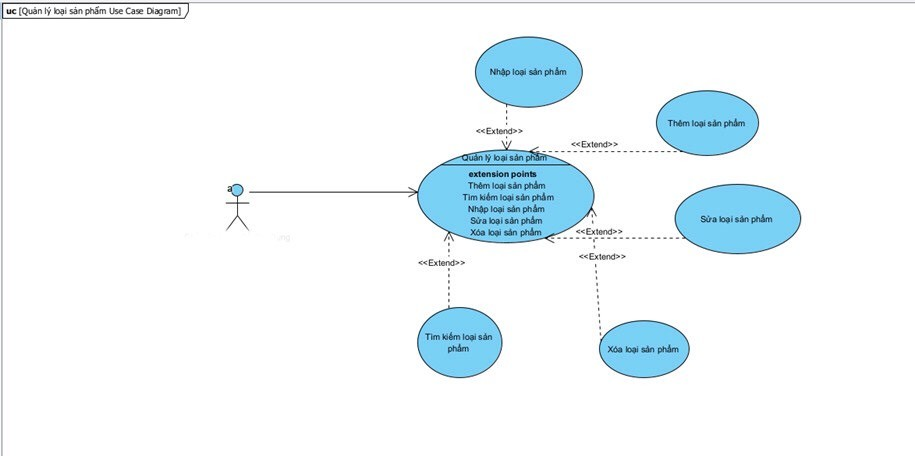 uc [Quản lý loại sản phẩm Use Case Diagram]
Nhập loại sản phẩm
<<Extend>>
Thêm loại sản phẩm
<<Extend>>
Quản lý loại sản phẩm
extension points
Thêm loại sản phẩm
Tìm kiếm loại sản phẩm
Nhập loại sản phẩm
Sửa loại sản phẩm
Xóa loại sản phẩm
a
Sửa loại sản phẩm
<<Extend>>
<<Extend>>
<<Extend>>
Tìm kiếm loại sản
phẩm
Xóa loại sản phẩm